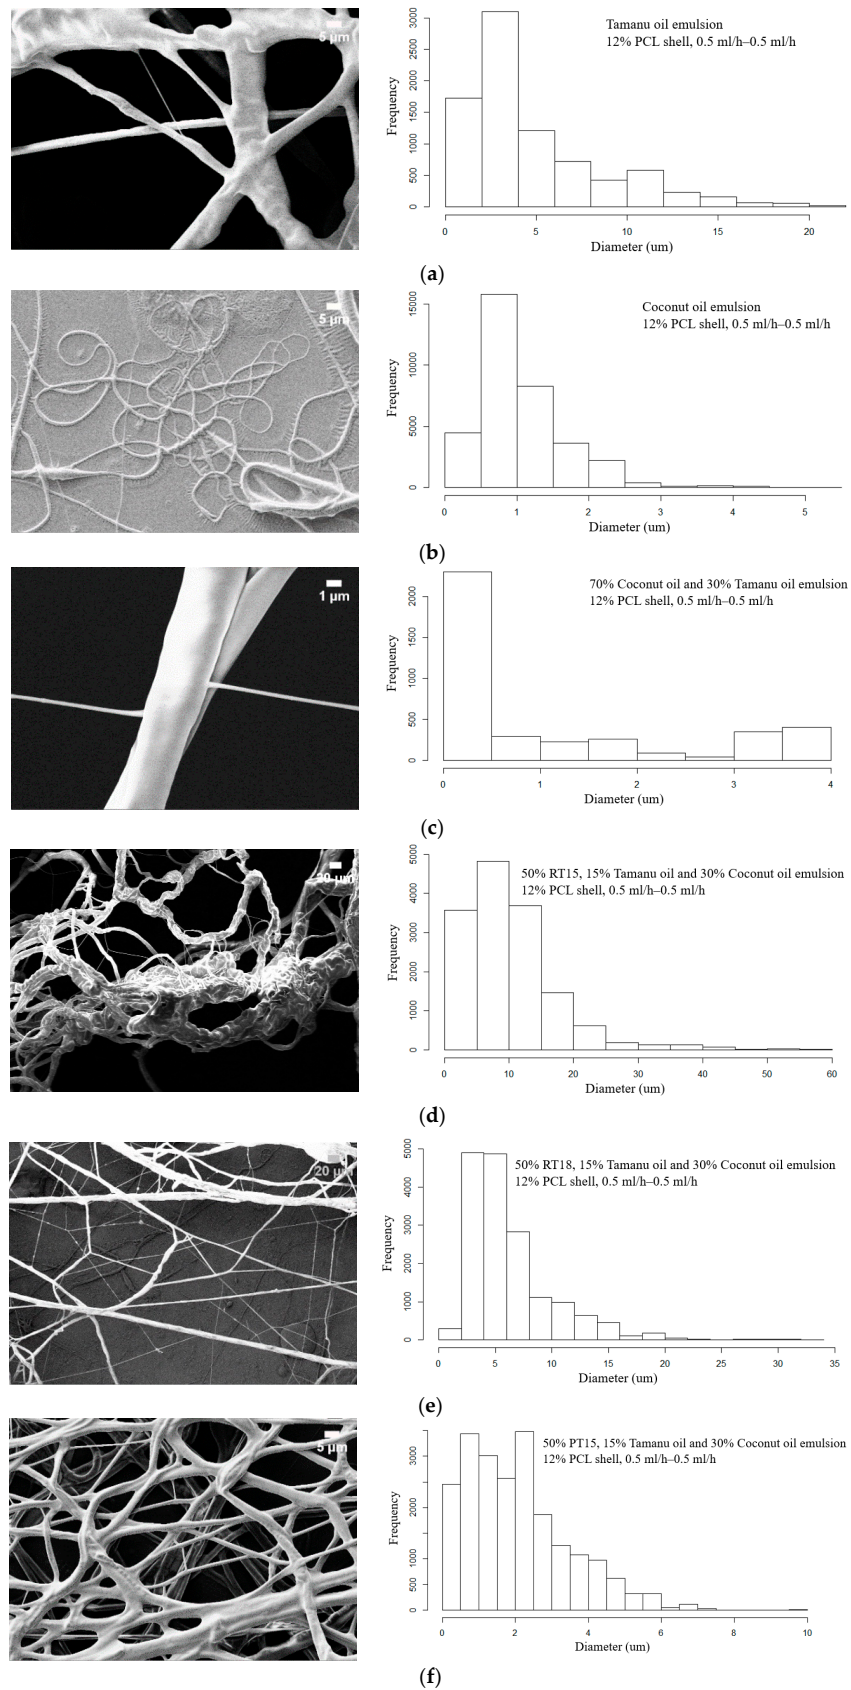 5 µm
Tamanu oil emulsion
12% PCL shell, 0.5 ml/h–0.5 ml/h
Frequency
0 500 1000 1500 2000 2500 3000
0 5 10 15 20
Diameter (um)
(a)
5 µm
Coconut oil emulsion
12% PCL shell, 0.5 ml/h–0.5 ml/h
Frequency
0 5000 10000 15000
0 1 2 3 4 5
Diameter (um)
(b)
1 µm
70% Coconut oil and 30% Tamanu oil emulsion
12% PCL shell, 0.5 ml/h–0.5 ml/h
Frequency
0 500 1000 1500 2000
0 1 2 3 4
Diameter (um)
(c)
20 µm
50% RT15, 15% Tamanu oil and 30% Coconut oil emulsion
12% PCL shell, 0.5 ml/h–0.5 ml/h
Frequency
0 1000 2000 3000 4000 5000
0 10 20 30 40 50 60
Diameter (um)
(d)
20 µm
50% RT18, 15% Tamanu oil and 30% Coconut oil emulsion
12% PCL shell, 0.5 ml/h–0.5 ml/h
Frequency
0 1000 2000 3000 4000 5000
0 5 10 15 20 25 30 35
Diameter (um)
(e)
5 µm
50% PT15, 15% Tamanu oil and 30% Coconut oil emulsion
12% PCL shell, 0.5 ml/h–0.5 ml/h
Frequency
0 1000 2000 3000
0 2 4 6 8 10
Diameter (um)
(f)